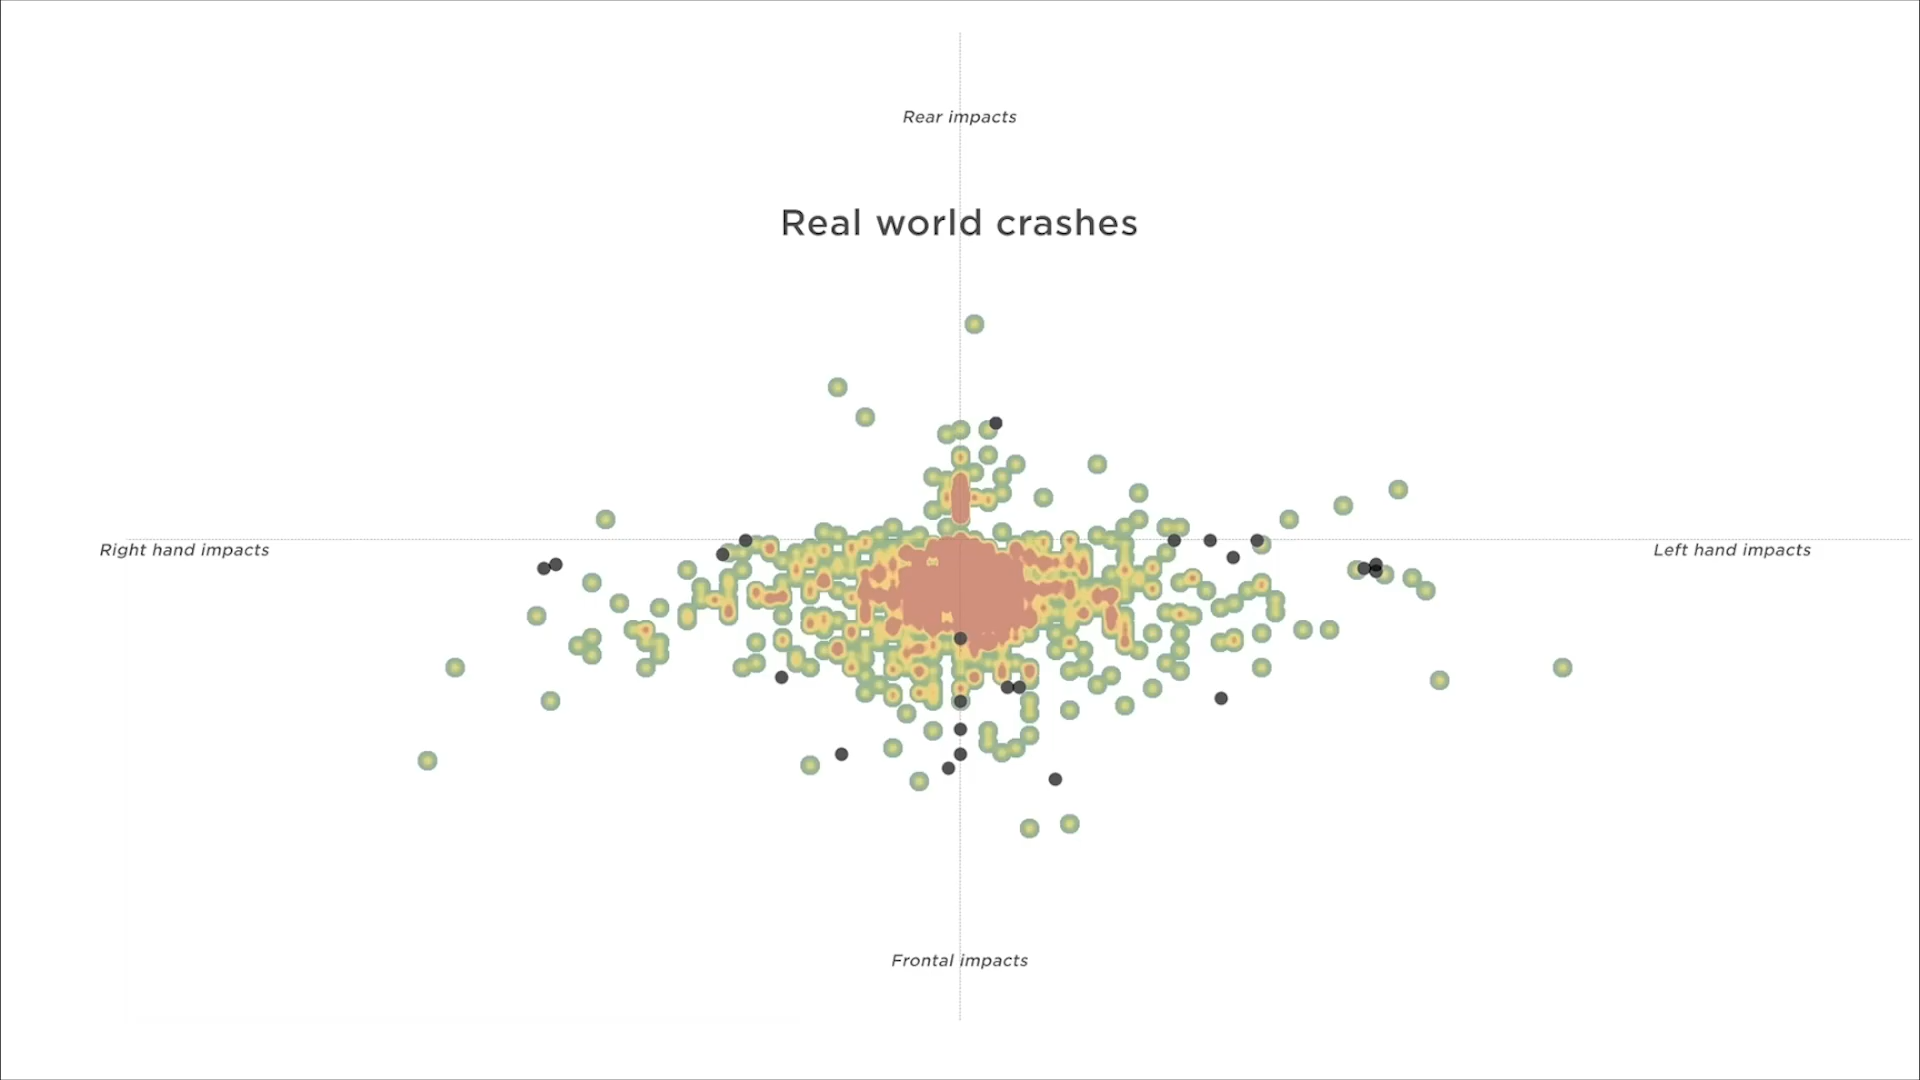 Rear impacts
Real world crashes
Right hand impacts
Left hand impacts
Frontal impacts